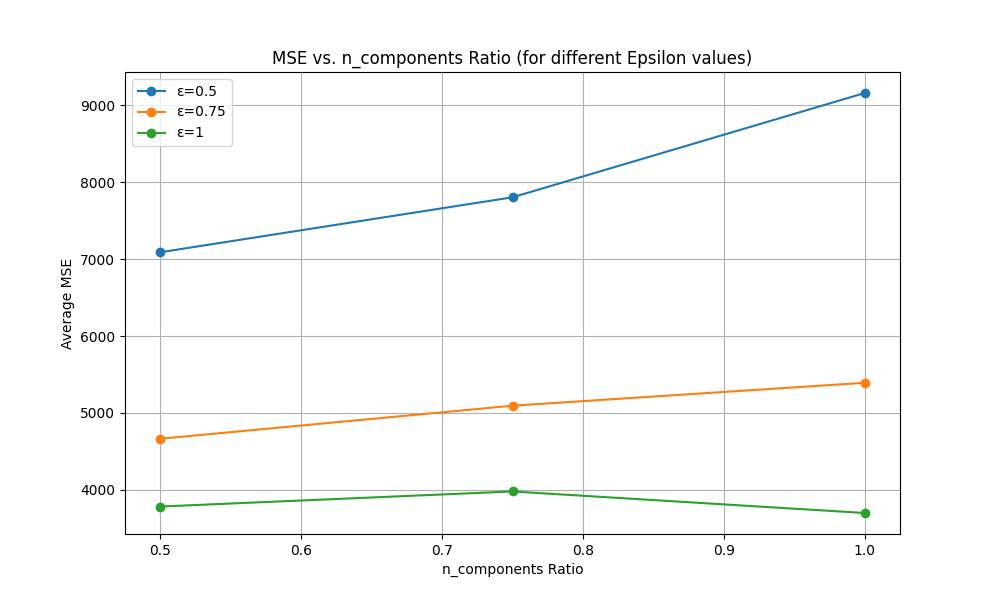 MSE vs. n_components Ratio (for different Epsilon values)
ε=0.5
ε=0.75
ε=1
9000
8000
7000
6000
5000
4000
Average MSE
0.5 0.6 0.7 0.8 0.9 1.0
n_components Ratio